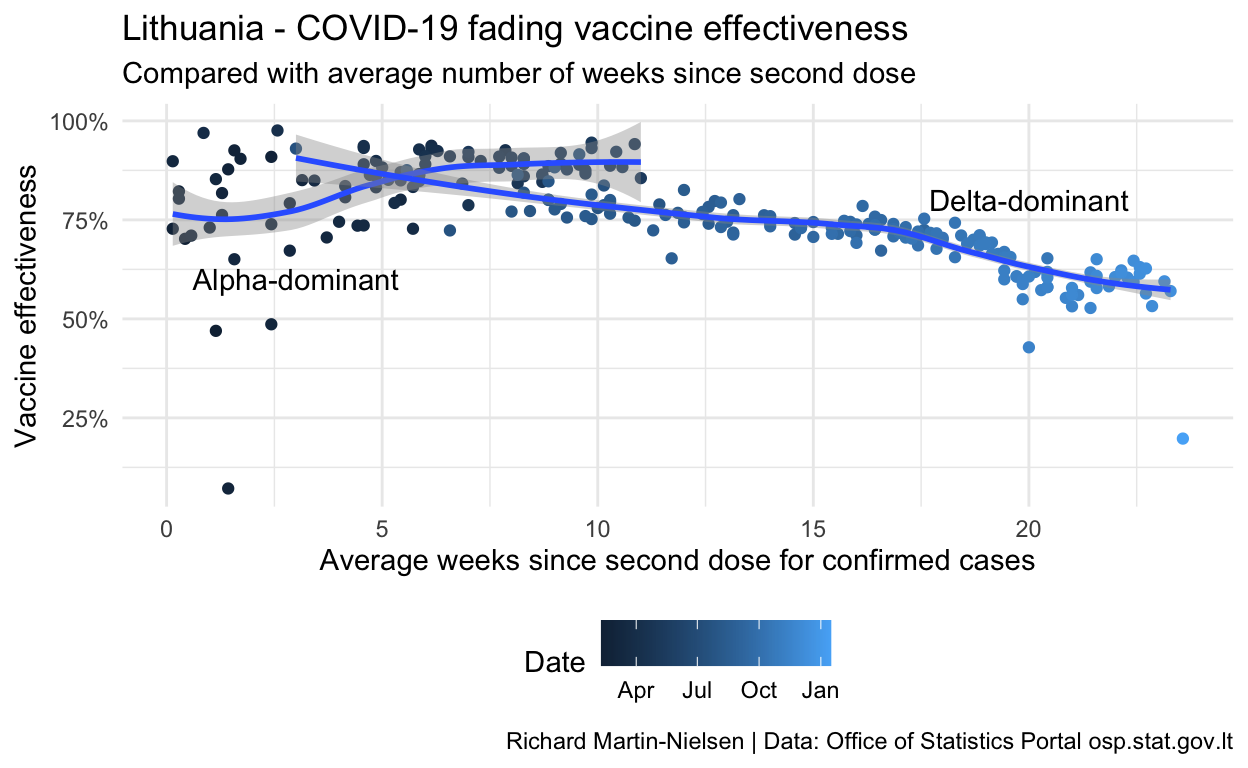 Lithuania - COVID-19 fading vaccine effectiveness
Compared with average number of weeks since second dose
Vaccine effectiveness
100%
75%
50%
25%
Delta-dominant
Alpha-dominant
0 5 10 15 20
Average weeks since second dose for confirmed cases
Date
Apr Jul Oct Jan
Richard Martin-Nielsen | Data: Office of Statistics Portal osp.stat.gov.lt